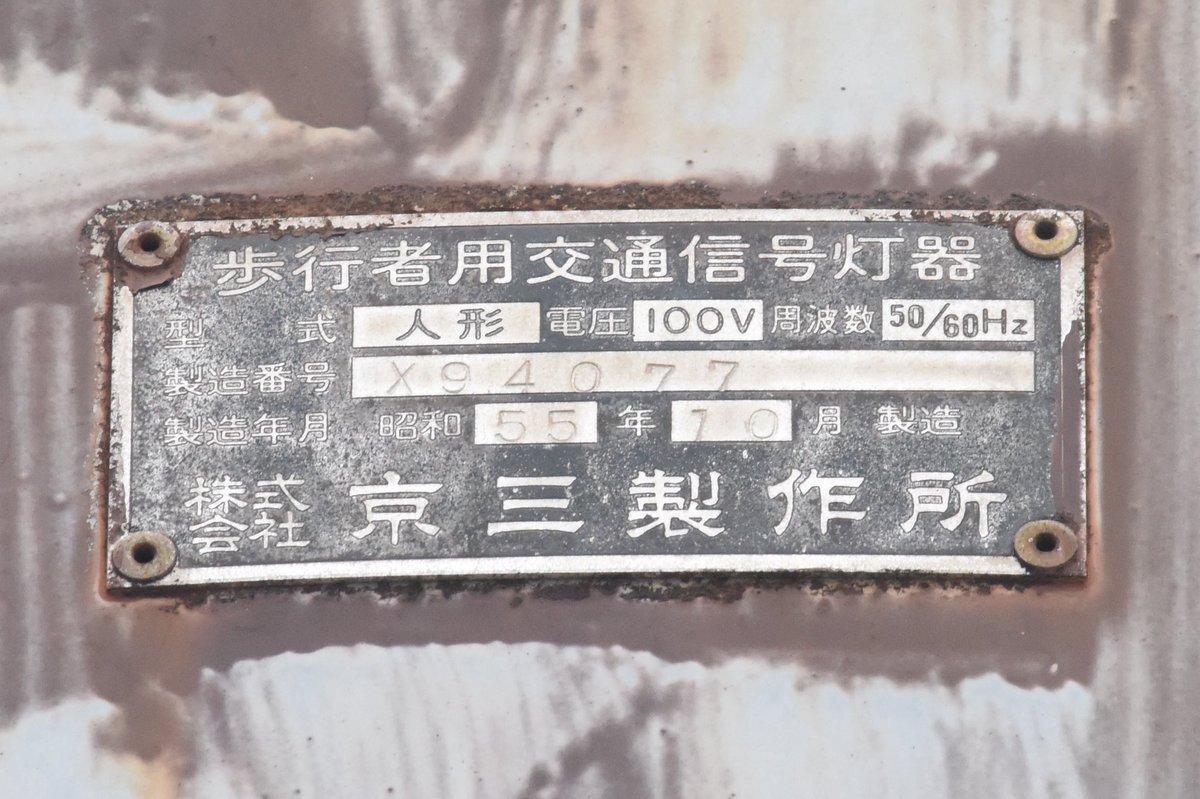 歩行者用交通信号灯器
型式 人形 電圧 100V 周波数 50/60Hz
製造番号 X94077
製造年月 昭和 55 年 10 月 製造
株式会社 京三製作所